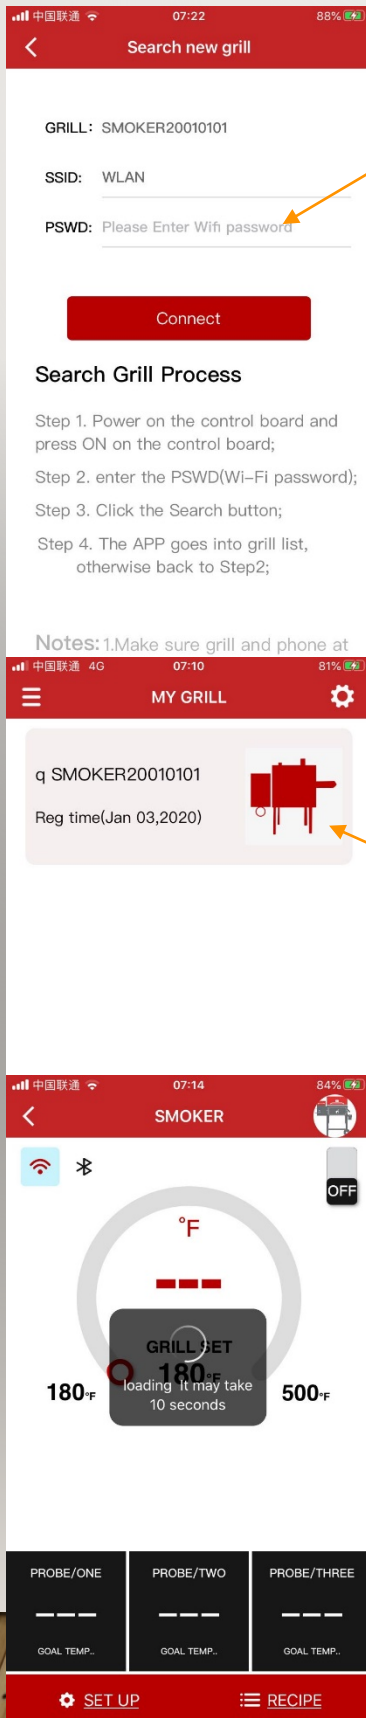 中国联通 07:22 88%
Search new grill
GRILL: SMOKER20010101
SSID: WLAN
PSWD: Please Enter Wifi password
Connect
Search Grill Process
Step 1. Power on the control board and
press ON on the control board;
Step 2. enter the PSWD(Wi-Fi password);
Step 3. Click the Search button;
Step 4. The APP goes into grill list,
otherwise back to Step2;
Notes: 1.Make sure grill and phone at
中国联通 4G 07:10 81%
MY GRILL
q SMOKER20010101
Reg time(Jan 03,2020)
中国联通 07:14 84%
SMOKER
OFF
°F
---
GRILL SET
180°F
loading It may take
10 seconds
180°F 500°F
PROBE/ONE PROBE/TWO PROBE/THREE
--- --- ---
GOAL TEMP.. GOAL TEMP.. GOAL TEMP..
SET UP RECIPE